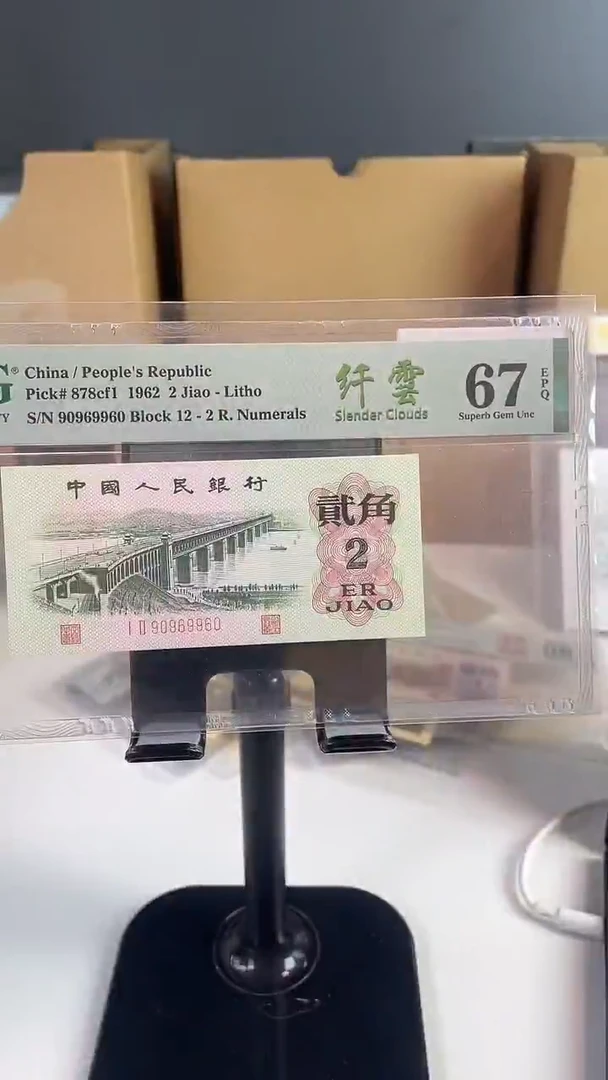 G®
China / People's Republic
Pick# 878cf1 1962 2 Jiao - Litho
S/N 90969960 Block 12 - 2 R. Numerals
纤雲
Slender Clouds
67
EPQ
Superb Gem Unc
中國人民銀行
貳角
2
ER
JIAO
I II 90969960